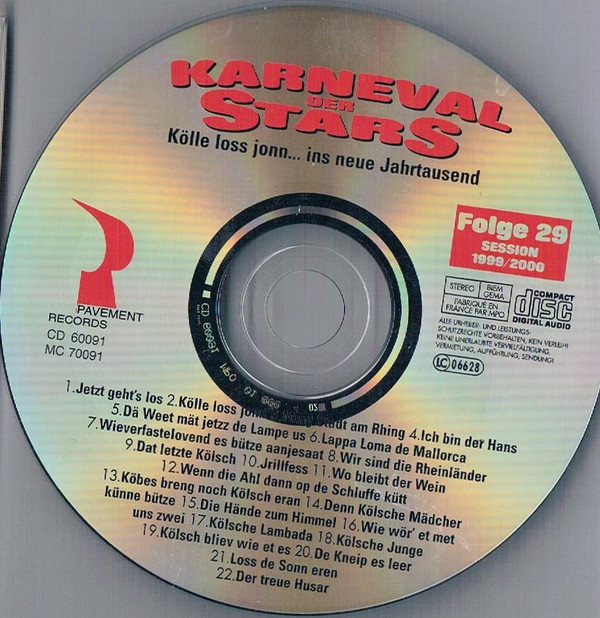 KARNEVAL
DER
STARS
Kölle loss jonn... ins neue Jahrtausend
Folge 29
SESSION
1999/2000
PAVEMENT
RECORDS
CD 60091
MC 70091
STEREO
BIEM
GEMA
FABRIQUÉ EN
FRANCE PAR MPO
COMPACT
disc
DIGITAL AUDIO
ALLE URHEBER- UND LEISTUNGS-
SCHUTZRECHTE VORBEHALTEN, KEIN VERLEIH!
KEINE UNERLAUBTE VERVIELFÄLTIGUNG,
VERMIETUNG, AUFFÜHRUNG, SENDUNG!
LC 06628
CD 60091
MPO 01
02
1.Jetzt geht's los 2.Kölle loss am Rhing 4.Ich bin der Hans
5.Dä Weet mät jetzz de Lampe us 6.Lappa Loma de Mallorca
7.Wieverfastelovend es bütze aanjesaat 8.Wir sind die Rheinländer
9.Dat letzte Kölsch 10.Jrillfess 11.Wo bleibt der Wein
12.Wenn die Ahl dann op de Schluffe kütt
13.Köbes breng noch Kölsch eran 14.Denn Kölsche Mädcher
künne bütze 15.Die Hände zum Himmel 16.Wie wör' et met
uns zwei 17.Kölsche Lambada 18.Kölsche Junge
19.Kölsch bliev wie et es 20.De Kneip es leer
21.Loss de Sonn eren
22.Der treue Husar